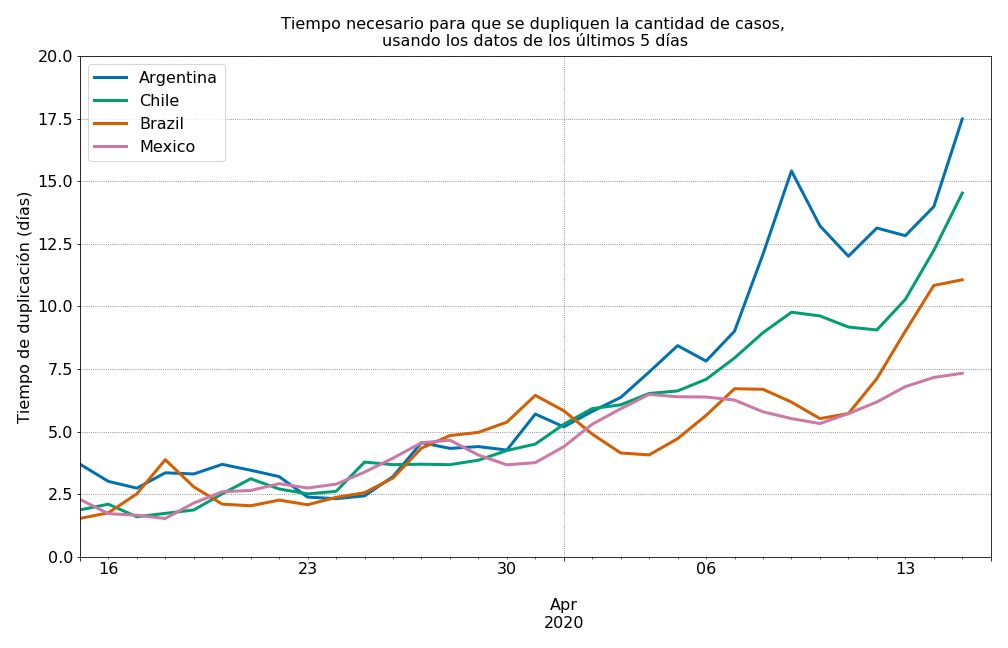 Tiempo necesario para que se dupliquen la cantidad de casos,
usando los datos de los últimos 5 días
20.0
17.5
15.0
12.5
10.0
7.5
5.0
2.5
0.0
Tiempo de duplicación (días)
Argentina
Chile
Brazil
Mexico
16 23 30 06 13
Apr
2020